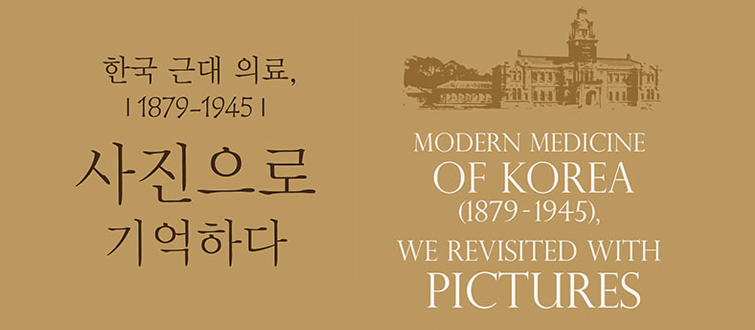 한국 근대 의료,
| 1879-1945 |
사진으로
기억하다
MODERN MEDICINE
OF KOREA
(1879-1945),
WE REVISITED WITH
PICTURES